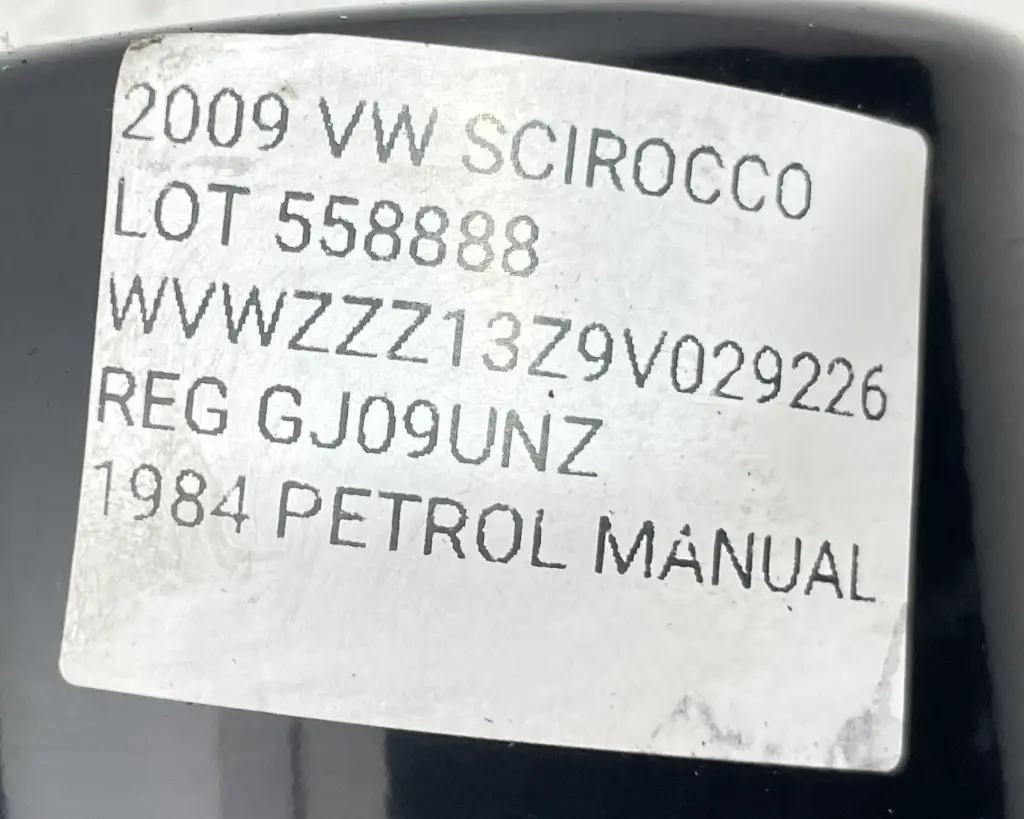 2009 VW SCIROCCO
LOT 558888
WVWZZZ13Z9V029226
REG GJ09UNZ
1984 PETROL MANUAL